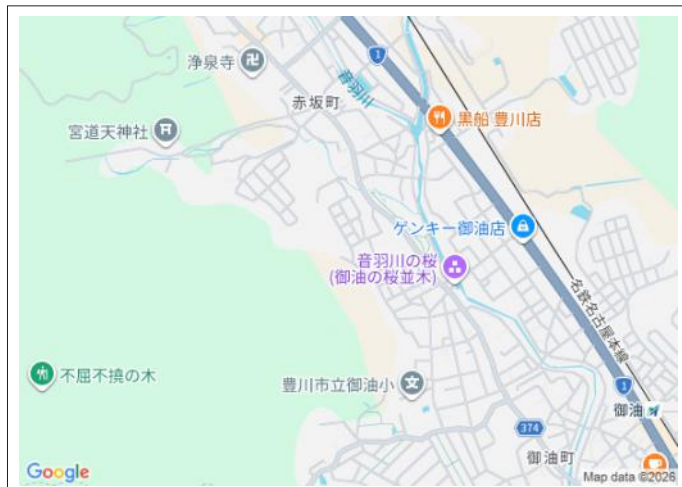 1
浄泉寺
音羽川
赤坂町
黒船 豊川店
宮道天神社
ゲンキー御油店
音羽川の桜
(御油の桜並木)
名鉄名古屋本線
不屈不撓の木
豊川市立御油小
1
御油
374
御油町
Google
Map data ©2026